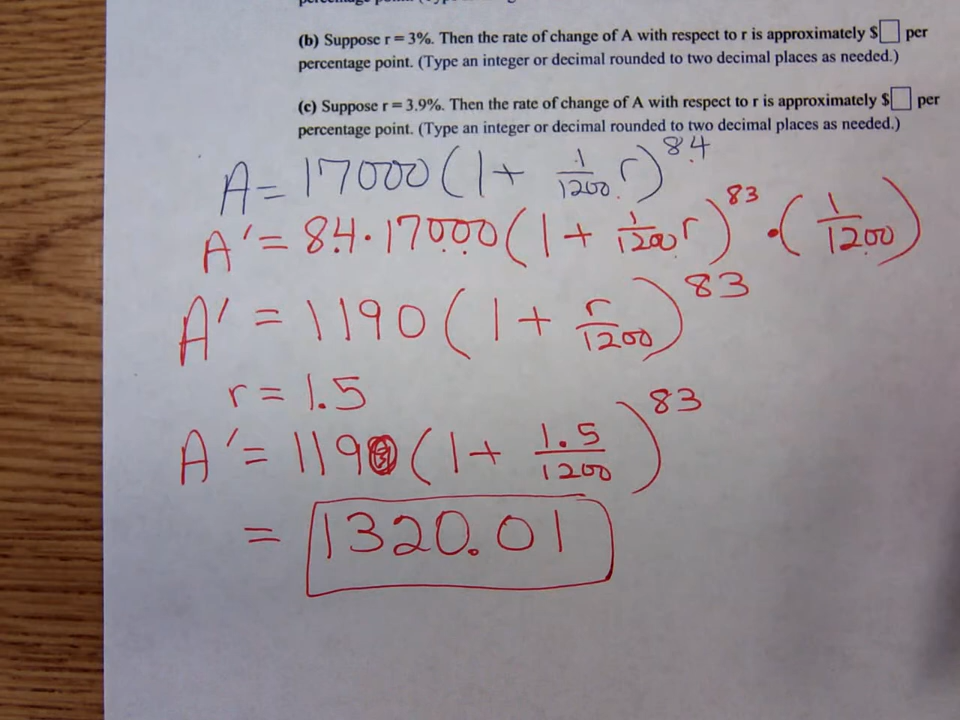 (b) Suppose r = 3%. Then the rate of change of A with respect to r is approximately $□ per
percentage point. (Type an integer or decimal rounded to two decimal places as needed.)
(c) Suppose r = 3.9%. Then the rate of change of A with respect to r is approximately $□ per
percentage point. (Type an integer or decimal rounded to two decimal places as needed.)
A = 17000(1 + 1/1200 r)^84
A' = 84·17000(1 + 1/1200 r)^83 · (1/1200)
A' = 1190(1 + r/1200)^83
r = 1.5
A' = 1190(1 + 1.5/1200)^83
= 1320.01